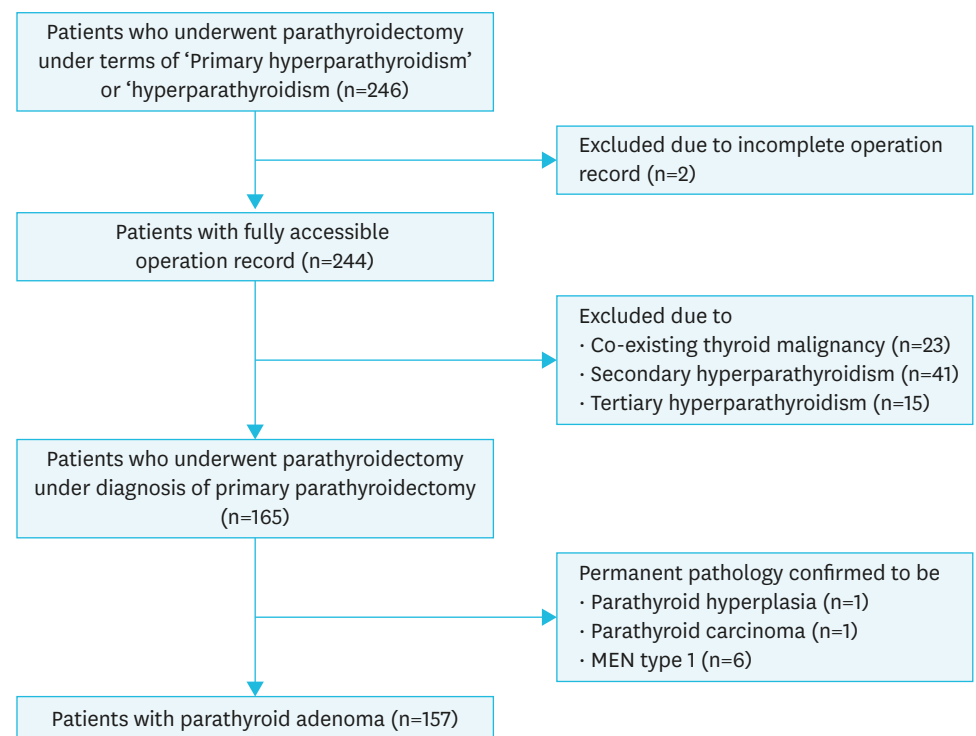 Patients who underwent parathyroidectomy
under terms of ‘Primary hyperparathyroidism’
or ‘hyperparathyroidism (n=246)
Excluded due to incomplete operation
record (n=2)
Patients with fully accessible
operation record (n=244)
Excluded due to
· Co-existing thyroid malignancy (n=23)
· Secondary hyperparathyroidism (n=41)
· Tertiary hyperparathyroidism (n=15)
Patients who underwent parathyroidectomy
under diagnosis of primary parathyroidectomy
(n=165)
Permanent pathology confirmed to be
· Parathyroid hyperplasia (n=1)
· Parathyroid carcinoma (n=1)
· MEN type 1 (n=6)
Patients with parathyroid adenoma (n=157)